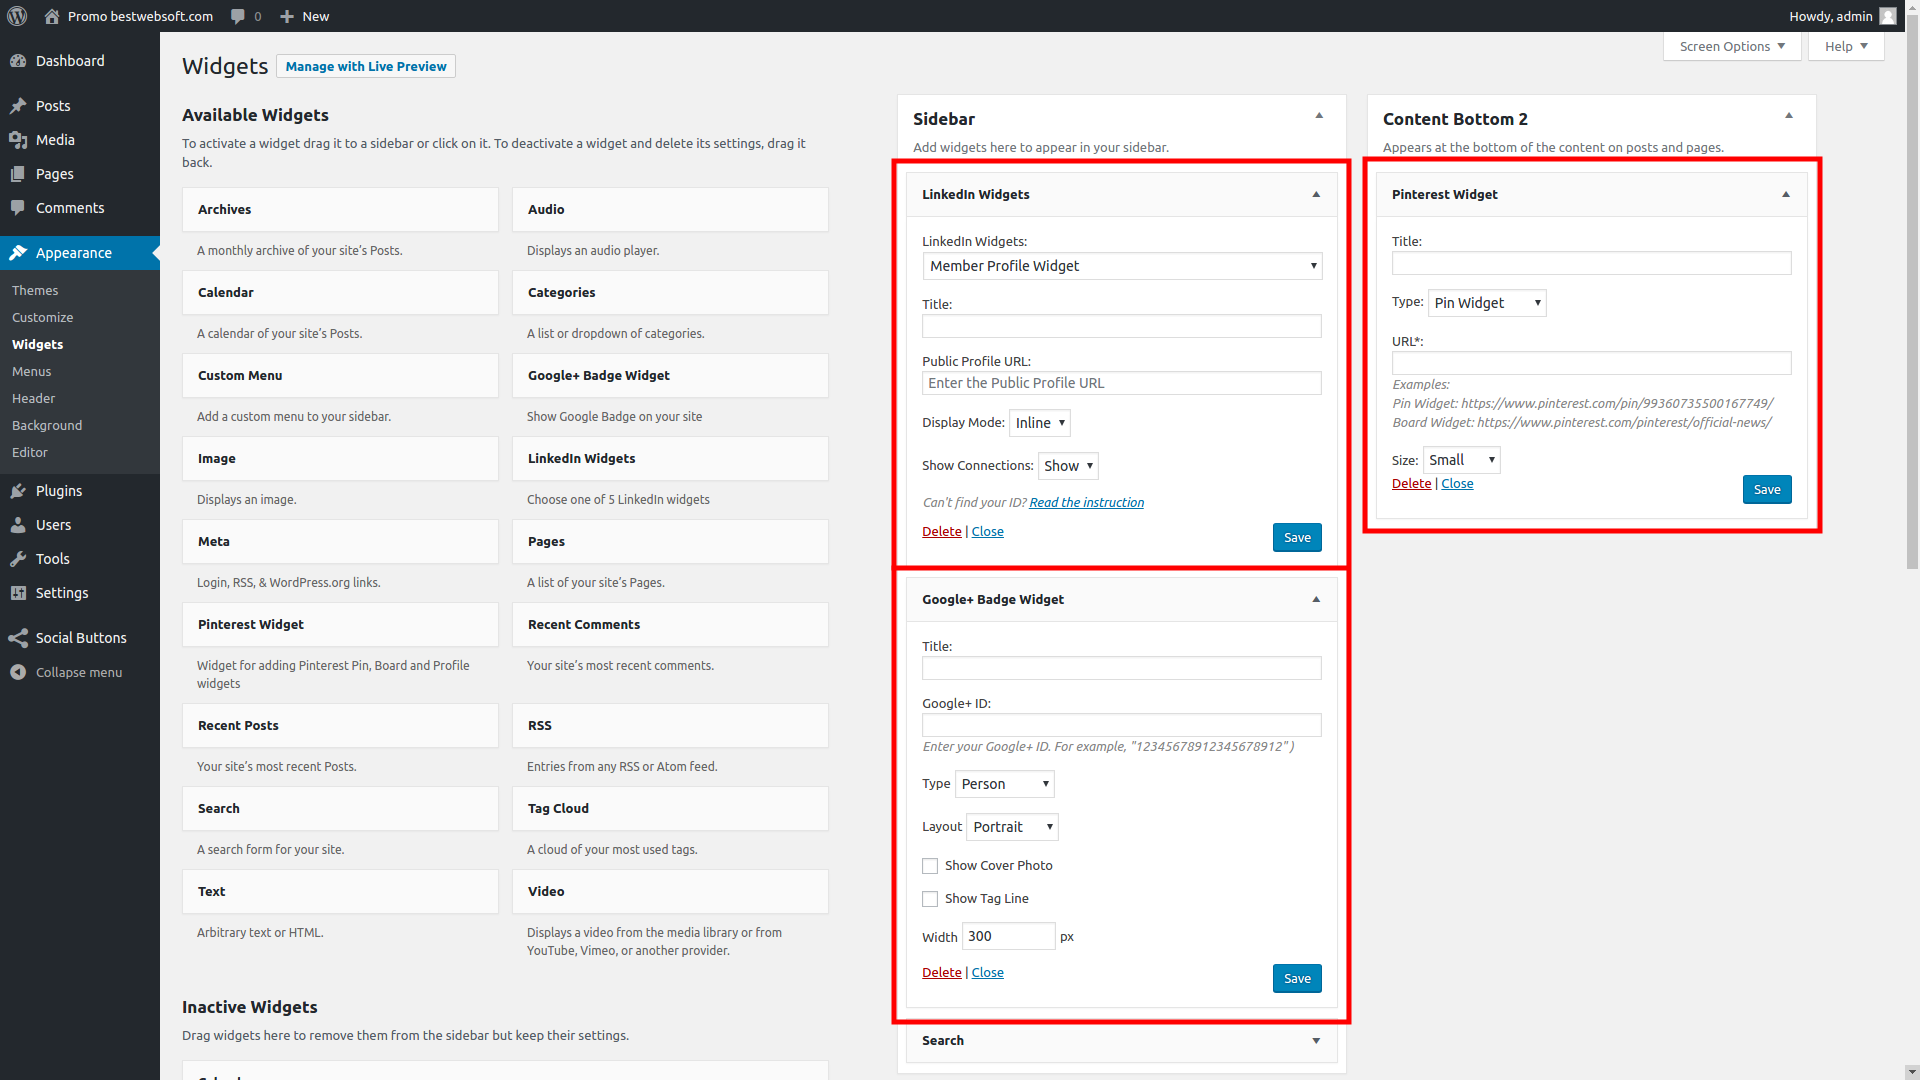 Promo bestwebsoft.com
0
New
Howdy, admin
Dashboard
Posts
Media
Pages
Comments
Appearance
Themes
Customize
Widgets
Menus
Header
Background
Editor
Plugins
Users
Tools
Settings
Social Buttons
Collapse menu
Screen Options
Help
Widgets
Manage with Live Preview
Available Widgets
To activate a widget drag it to a sidebar or click on it. To deactivate a widget and delete its settings, drag it
back.
Archives
A monthly archive of your site’s Posts.
Audio
Displays an audio player.
Calendar
A calendar of your site’s Posts.
Categories
A list or dropdown of categories.
Custom Menu
Add a custom menu to your sidebar.
Google+ Badge Widget
Show Google Badge on your site
Image
Displays an image.
LinkedIn Widgets
Choose one of 5 LinkedIn widgets
Meta
Login, RSS, & WordPress.org links.
Pages
A list of your site’s Pages.
Pinterest Widget
Widget for adding Pinterest Pin, Board and Profile
widgets
Recent Comments
Your site’s most recent comments.
Recent Posts
Your site’s most recent Posts.
RSS
Entries from any RSS or Atom feed.
Search
A search form for your site.
Tag Cloud
A cloud of your most used tags.
Text
Arbitrary text or HTML.
Video
Displays a video from the media library or from
YouTube, Vimeo, or another provider.
Inactive Widgets
Drag widgets here to remove them from the sidebar but keep their settings.
Sidebar
Add widgets here to appear in your sidebar.
LinkedIn Widgets
LinkedIn Widgets:
Member Profile Widget
Title:
Public Profile URL:
Enter the Public Profile URL
Display Mode: Inline
Show Connections: Show
Can't find your ID? Read the instruction
Delete | Close
Save
Google+ Badge Widget
Title:
Google+ ID:
Enter your Google+ ID. For example, "12345678912345678912" )
Type Person
Layout Portrait
Show Cover Photo
Show Tag Line
Width 300 px
Delete | Close
Save
Search
Content Bottom 2
Appears at the bottom of the content on posts and pages.
Pinterest Widget
Title:
Type: Pin Widget
URL*:
Examples:
Pin Widget: https://www.pinterest.com/pin/99360735500167749/
Board Widget: https://www.pinterest.com/pinterest/official-news/
Size: Small
Delete | Close
Save